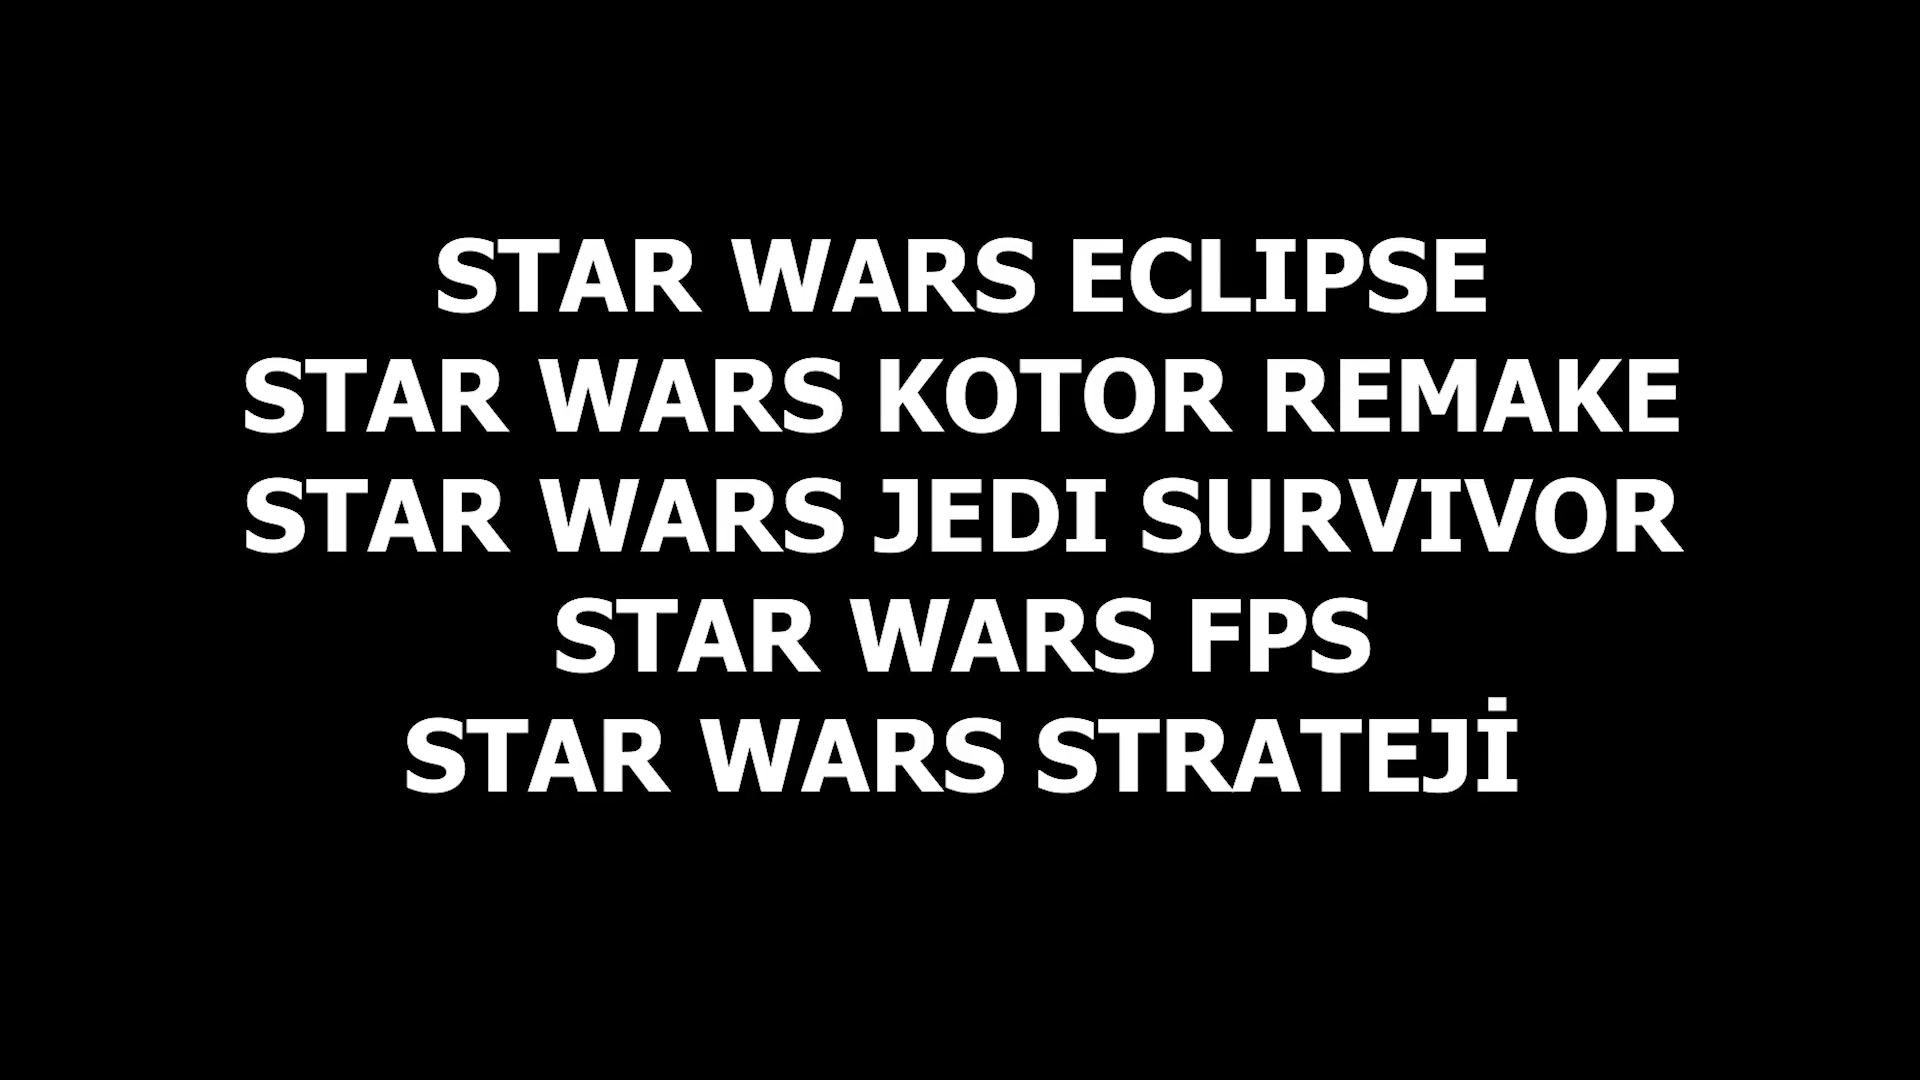 STAR WARS ECLIPSE
STAR WARS KOTOR REMAKE
STAR WARS JEDI SURVIVOR
STAR WARS FPS
STAR WARS STRATEJİ